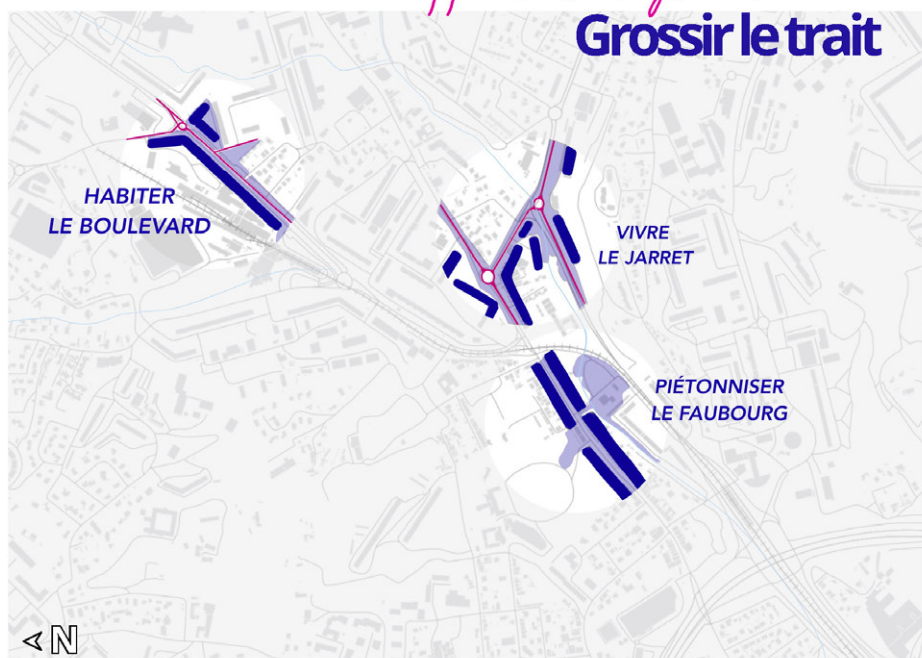 Grossir le trait
HABITER
LE BOULEVARD
VIVRE
LE JARRET
PIÉTONNISER
LE FAUBOURG
N